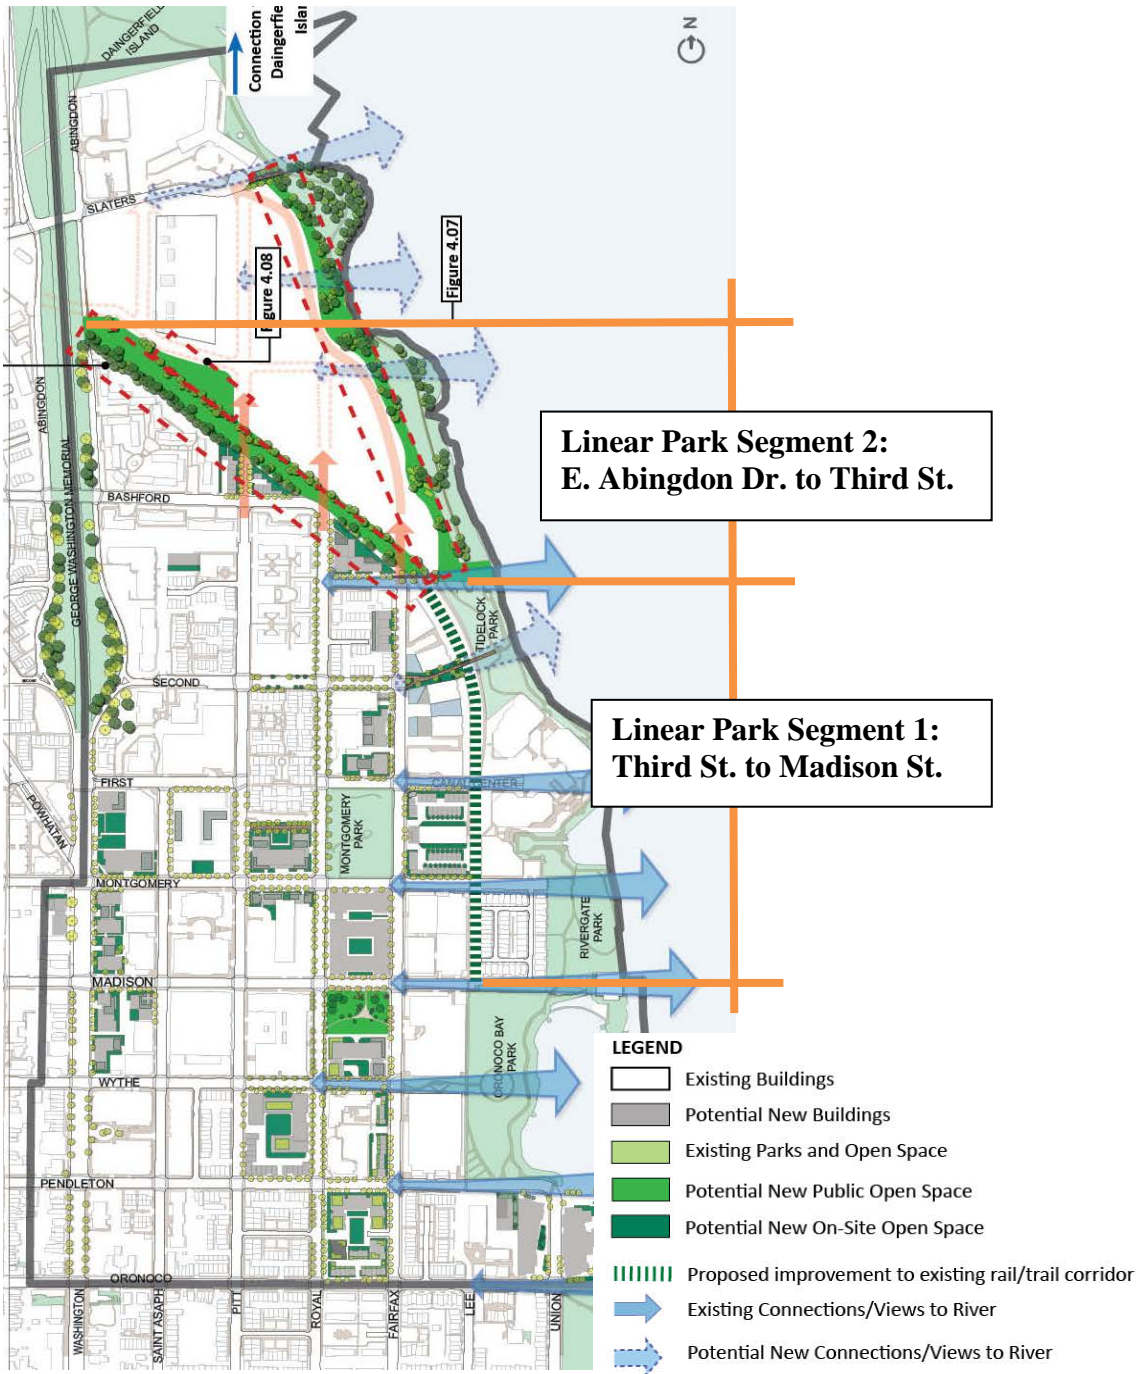 DAINGERFIELD
ISLAND
Connection
Daingerfie
Islan
N
ABINGDON
SLATERS
Figure 4.08
Figure 4.07
ABINGDON
GEORGE WASHINGTON MEMORIAL
Linear Park Segment 2:
E. Abingdon Dr. to Third St.
BASHFORD
TIDELOCK
PARK
SECOND
SECOND
Linear Park Segment 1:
Third St. to Madison St.
FIRST
CANAL CENTER
POWHATAN
MONTGOMERY
PARK
MONTGOMERY
RIVERGATE
PARK
MADISON
ORONOCO BAY
PARK
WYTHE
PENDLETON
ORONOCO
WASHINGTON
SAINT ASAPH
PITT
ROYAL
FAIRFAX
LEE
UNION
LEGEND
Existing Buildings
Potential New Buildings
Existing Parks and Open Space
Potential New Public Open Space
Potential New On-Site Open Space
Proposed improvement to existing rail/trail corridor
Existing Connections/Views to River
Potential New Connections/Views to River